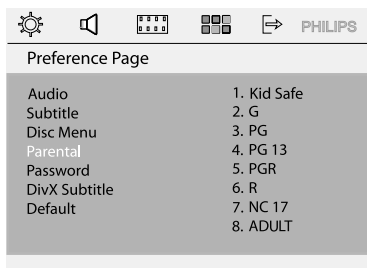 PHILIPS
Preference Page
Audio
Subtitle
Disc Menu
Parental
Password
DivX Subtitle
Default
1. Kid Safe
2. G
3. PG
4. PG 13
5. PGR
6. R
7. NC 17
8. ADULT